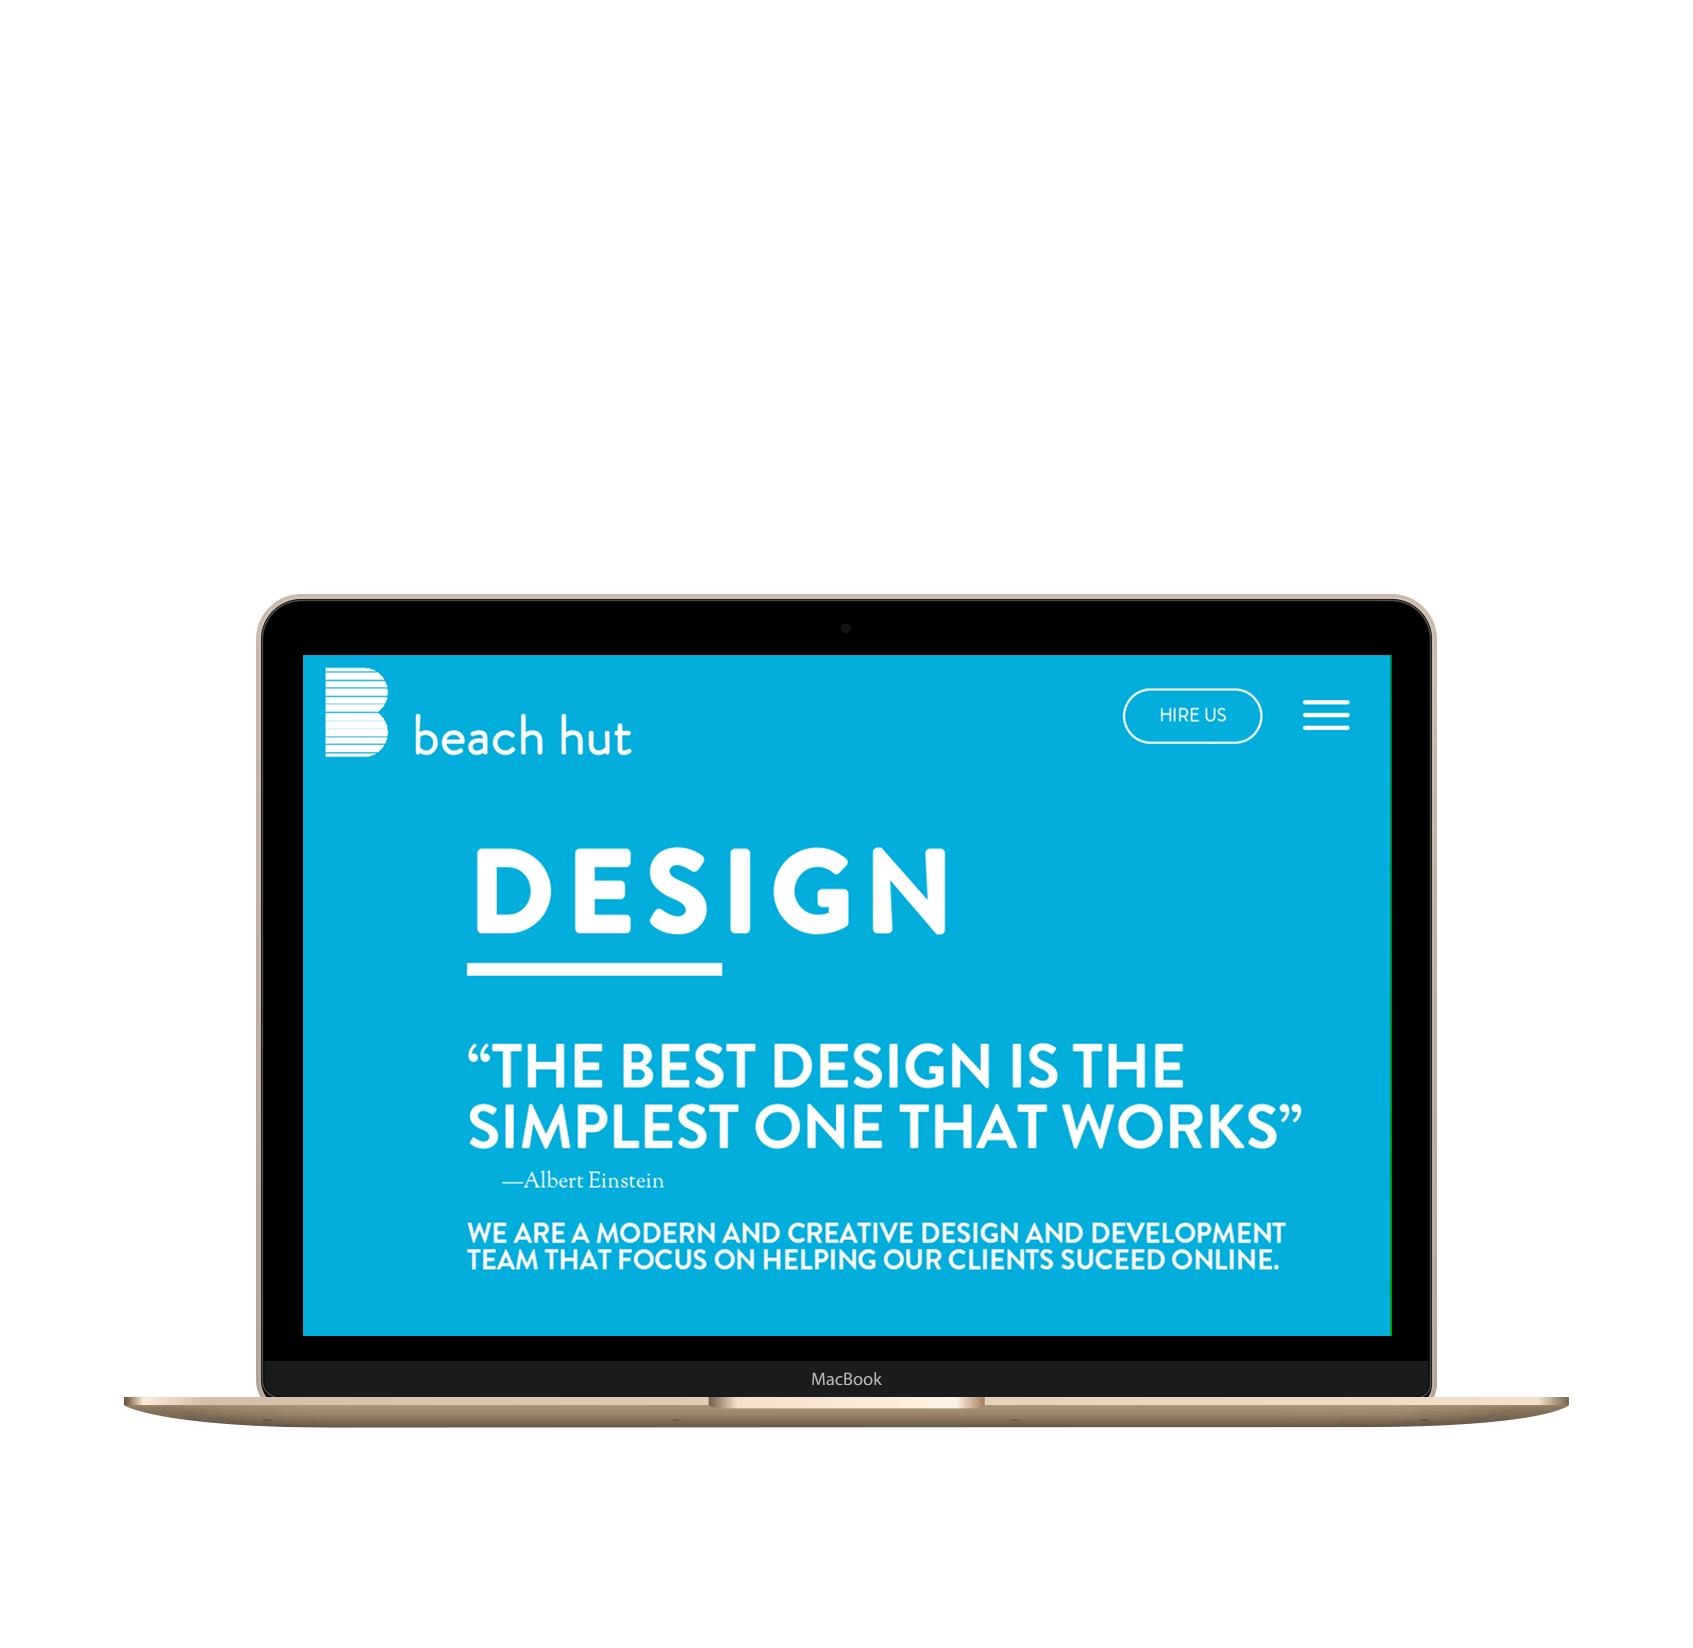 beach hut
HIRE US
DESIGN
“THE BEST DESIGN IS THE
SIMPLEST ONE THAT WORKS”
—Albert Einstein
WE ARE A MODERN AND CREATIVE DESIGN AND DEVELOPMENT
TEAM THAT FOCUS ON HELPING OUR CLIENTS SUCEED ONLINE.
MacBook